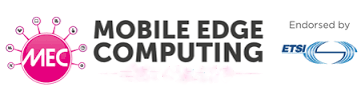 MEC
MOBILE EDGE
COMPUTING
Endorsed by
ETSI